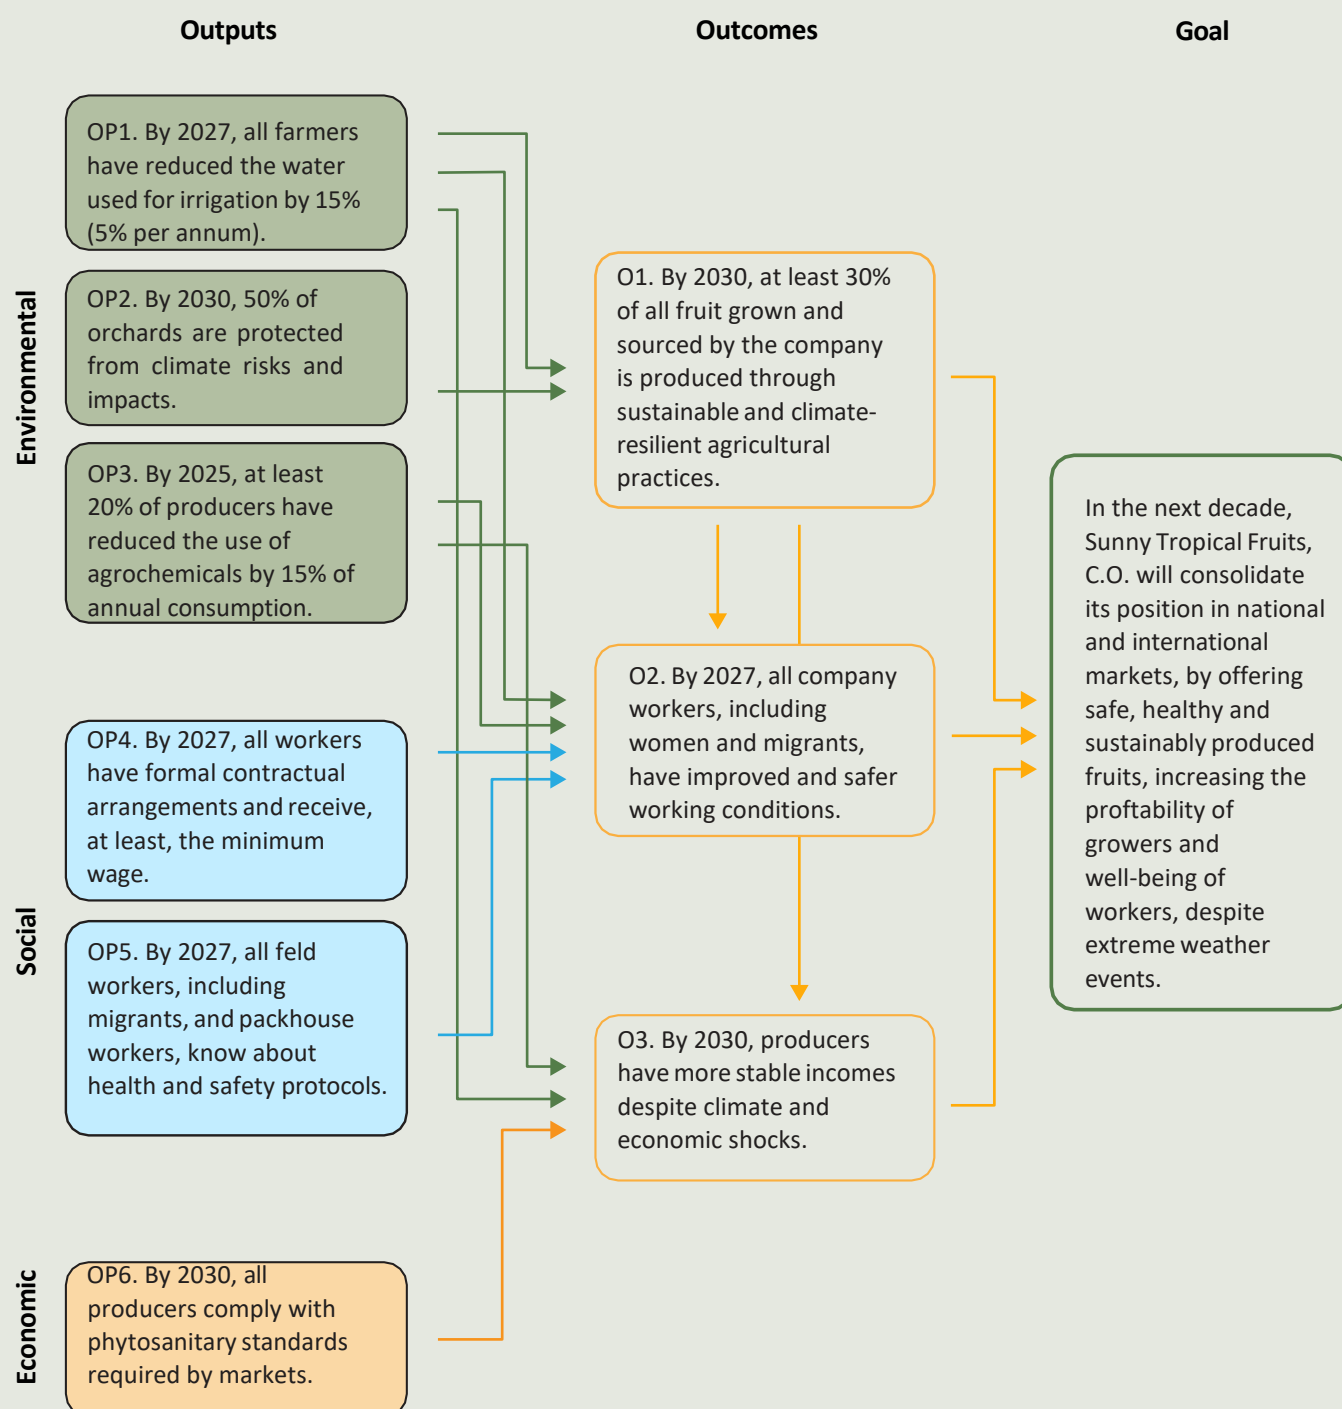 Outputs
Outcomes
Goal
Environmental
OP1. By 2027, all farmers
have reduced the water
used for irrigation by 15%
(5% per annum).
OP2. By 2030, 50% of
orchards are protected
from climate risks and
impacts.
OP3. By 2025, at least
20% of producers have
reduced the use of
agrochemicals by 15% of
annual consumption.
Social
OP4. By 2027, all workers
have formal contractual
arrangements and receive,
at least, the minimum
wage.
OP5. By 2027, all feld
workers, including
migrants, and packhouse
workers, know about
health and safety protocols.
Economic
OP6. By 2030, all
producers comply with
phytosanitary standards
required by markets.
O1. By 2030, at least 30%
of all fruit grown and
sourced by the company
is produced through
sustainable and climate-
resilient agricultural
practices.
O2. By 2027, all company
workers, including
women and migrants,
have improved and safer
working conditions.
O3. By 2030, producers
have more stable incomes
despite climate and
economic shocks.
In the next decade,
Sunny Tropical Fruits,
C.O. will consolidate
its position in national
and international
markets, by offering
safe, healthy and
sustainably produced
fruits, increasing the
proftability of
growers and
well-being of
workers, despite
extreme weather
events.